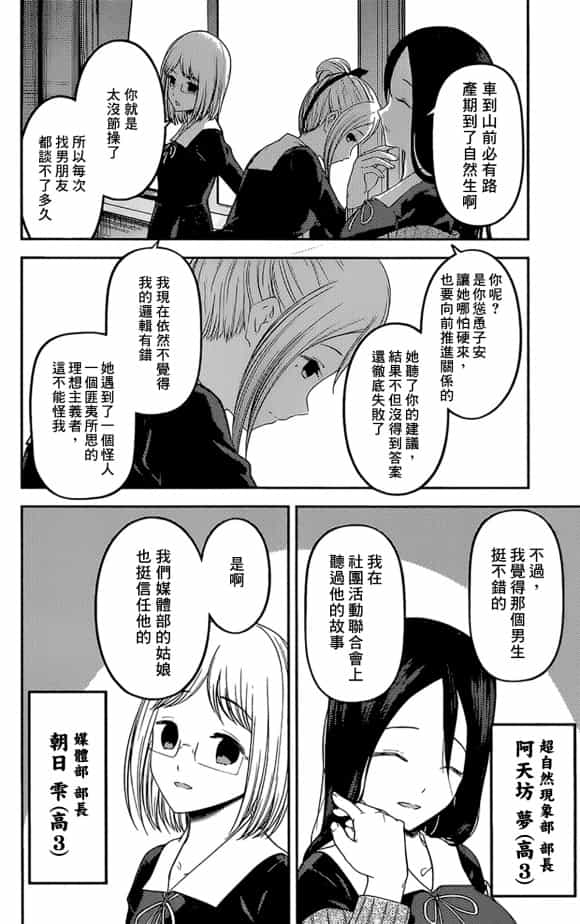 車到山前必有路
產期到了自然生啊
你就是
太沒節操了
所以每次
找男朋友
都談不了多久
你呢?
是你慫恿子安
讓她哪怕硬來,
也要向前推進關係的
她聽了你的建議,
結果不但沒得到答案
還徹底失敗了
我現在依然不覺得
我的邏輯有錯
她遇到了一個怪人
一個匪夷所思的
理想主義者,
這不能怪我
不過,
我覺得那個男生
挺不錯的
我在
社團活動聯合會上
聽過他的故事
超自然現象部 部長
阿天坊 夢(高3)
是啊
我們媒體部的姑娘
也挺信任他的
媒體部 部長
朝日 雫(高3)